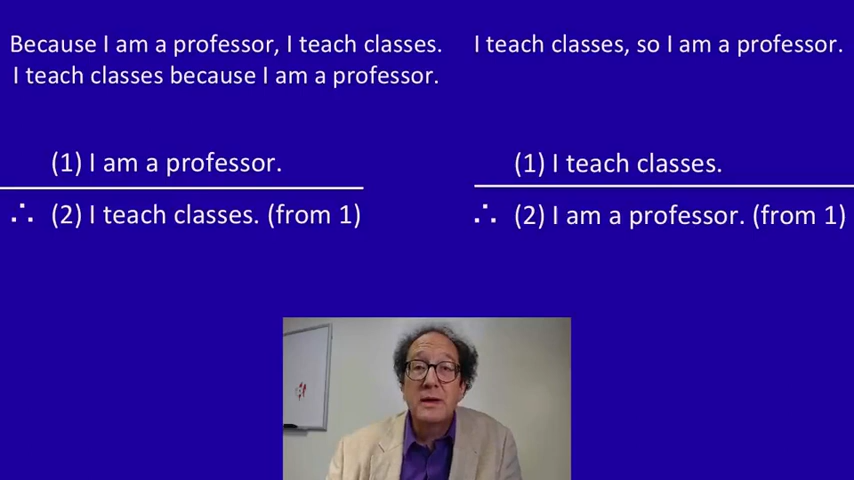 Because I am a professor, I teach classes.
I teach classes because I am a professor.
(1) I am a professor.
∴ (2) I teach classes. (from 1)
I teach classes, so I am a professor.
(1) I teach classes.
∴ (2) I am a professor. (from 1)